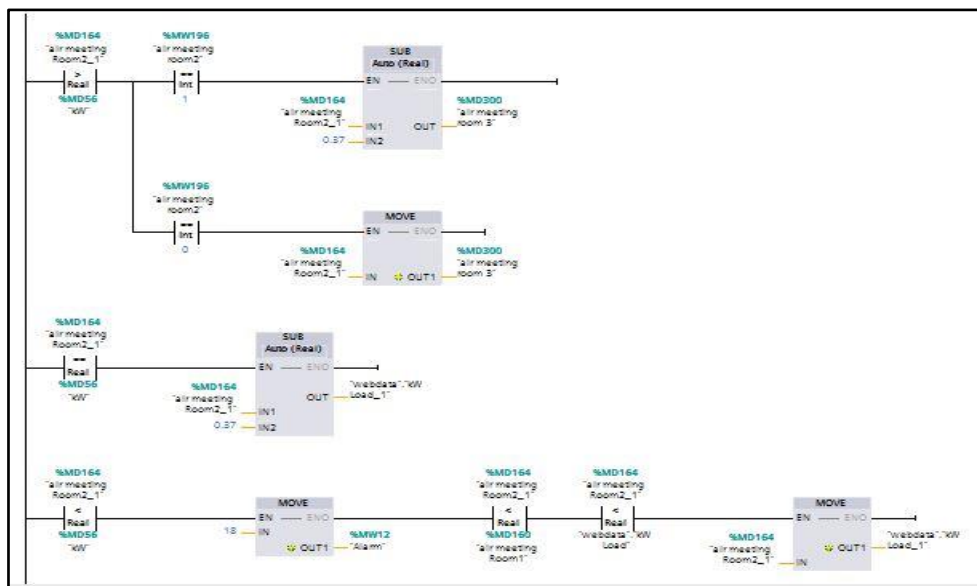 %MD164
"air meeting
Room2_1"
>
Real
%MD56
"kW"
%MW196
"air meeting
room2"
==
Int
1
SUB
Auto (Real)
EN
ENO
%MD164
"air meeting
Room2_1"
IN1
0.37
IN2
OUT
%MD300
"air meeting
room 3"
%MW196
"air meeting
room2"
==
Int
0
MOVE
EN
ENO
%MD164
"air meeting
Room2_1"
IN
OUT1
%MD300
"air meeting
room 3"
%MD164
"air meeting
Room2_1"
==
Real
%MD56
"kW"
SUB
Auto (Real)
EN
ENO
%MD164
"air meeting
Room2_1"
IN1
0.37
IN2
OUT
"webdata"."kW
Load_1"
%MD164
"air meeting
Room2_1"
<
Real
%MD56
"kW"
MOVE
EN
ENO
18
IN
OUT1
%MW12
"Alarm"
%MD164
"air meeting
Room2_1"
<
Real
%MD160
"air meeting
Room1"
%MD164
"air meeting
Room2_1"
<
Real
"webdata"."kW
Load"
MOVE
EN
ENO
%MD164
"air meeting
Room2_1"
IN
OUT1
"webdata"."kW
Load_1"